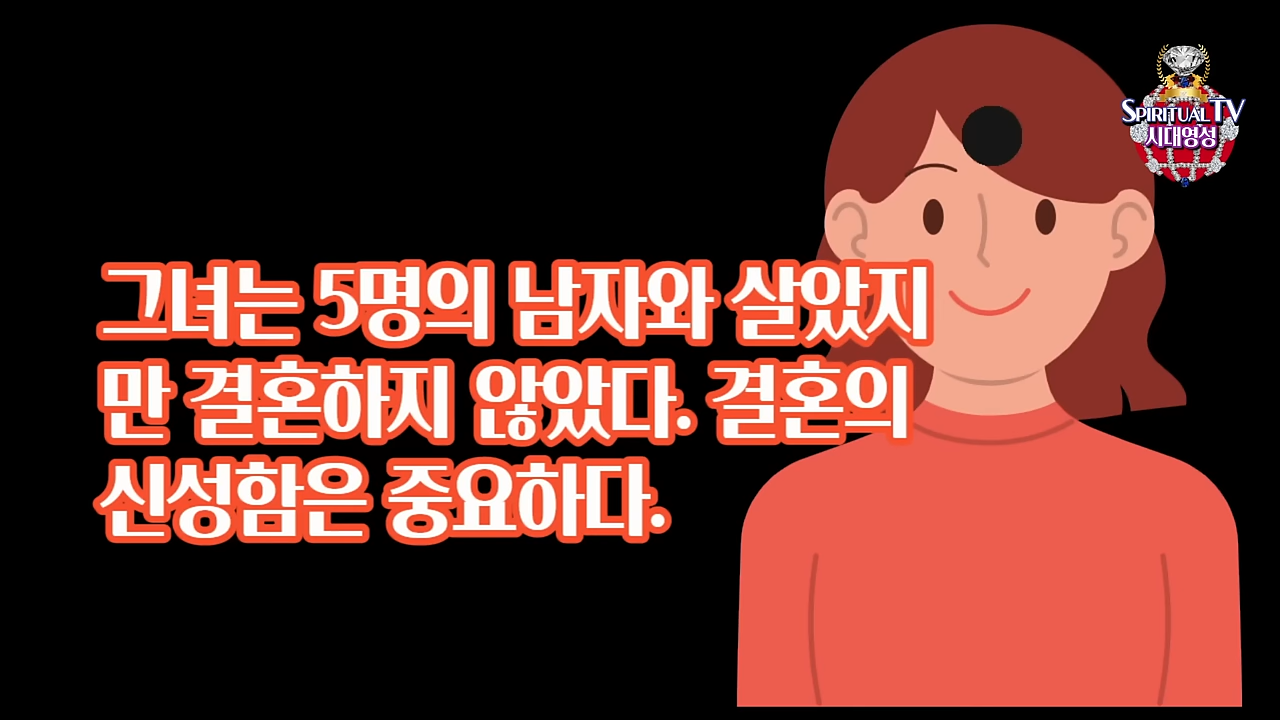 SPIRITUAL TV
시대영성
그녀는 5명의 남자와 살았지
만 결혼하지 않았다. 결혼의
신성함은 중요하다.